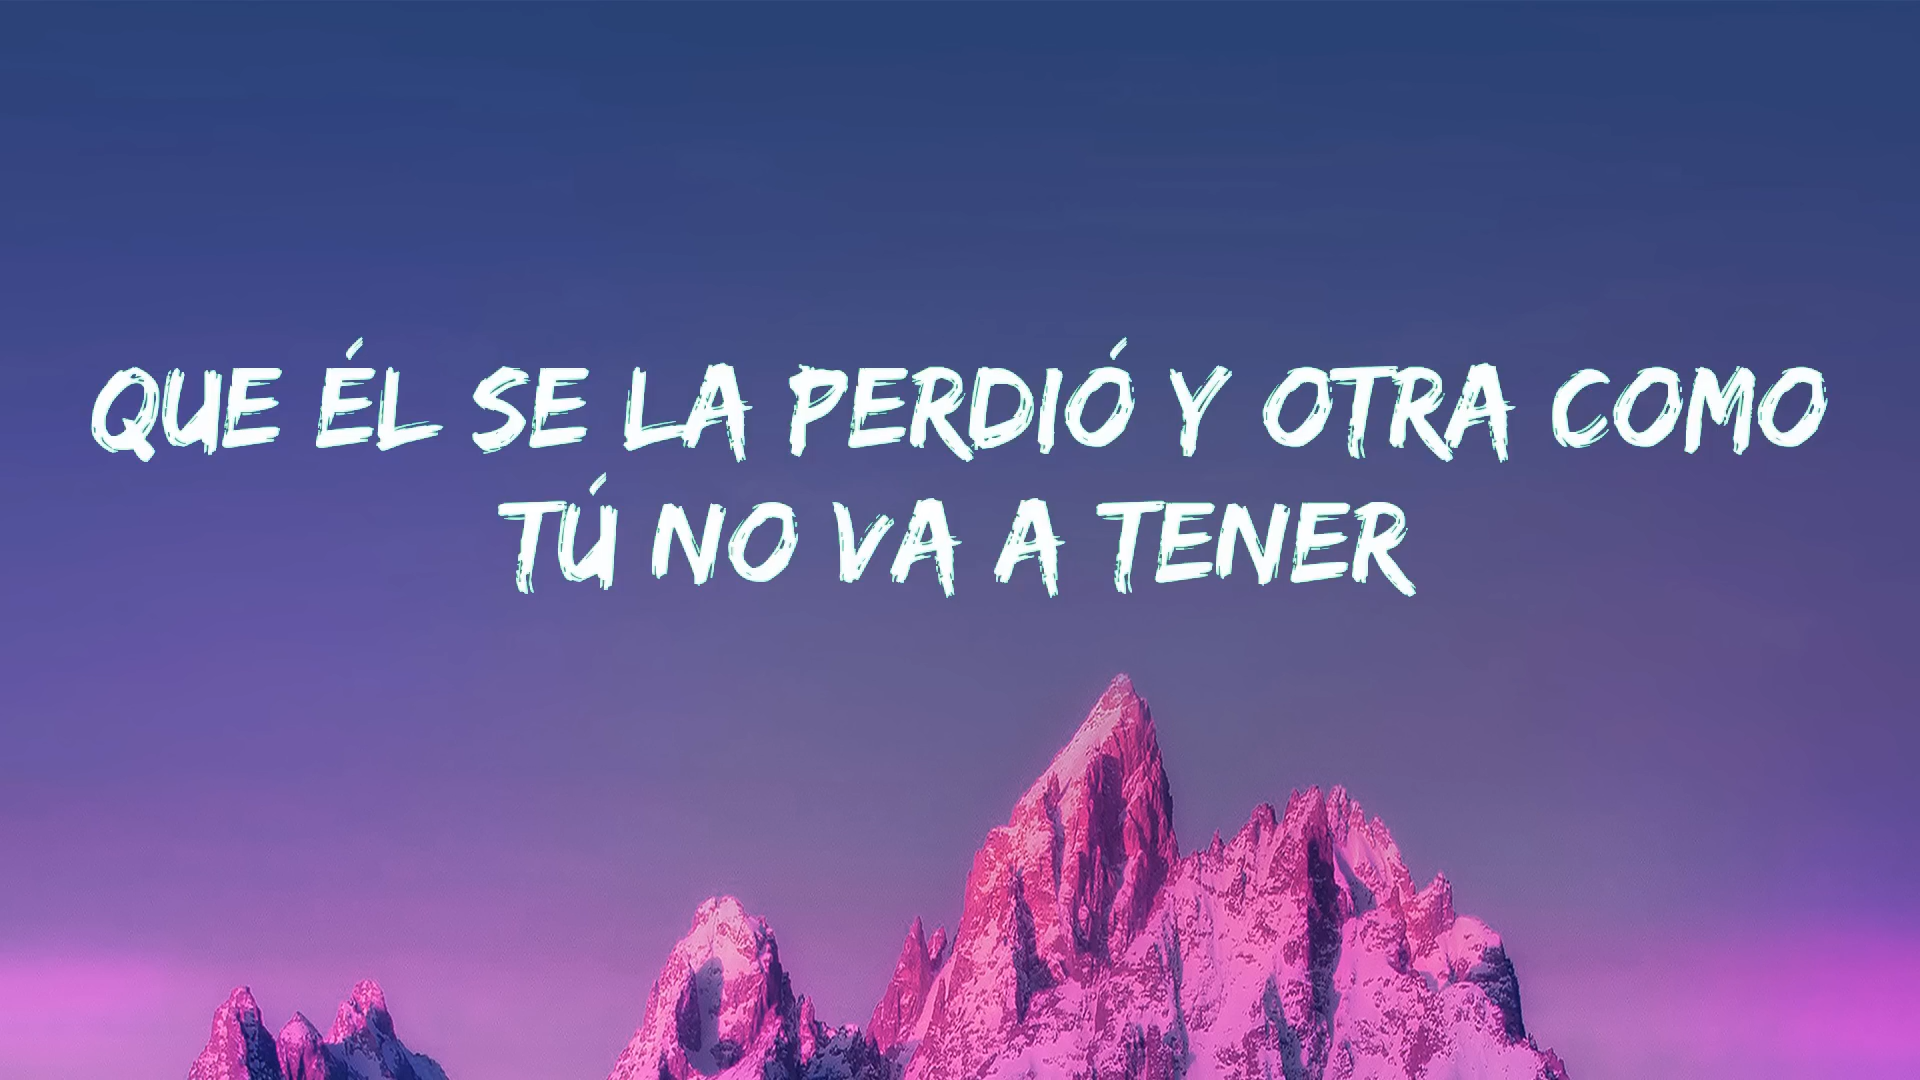 QUE ÉL SE LA PERDIÓ Y OTRA COMO
TÚ NO VA A TENER